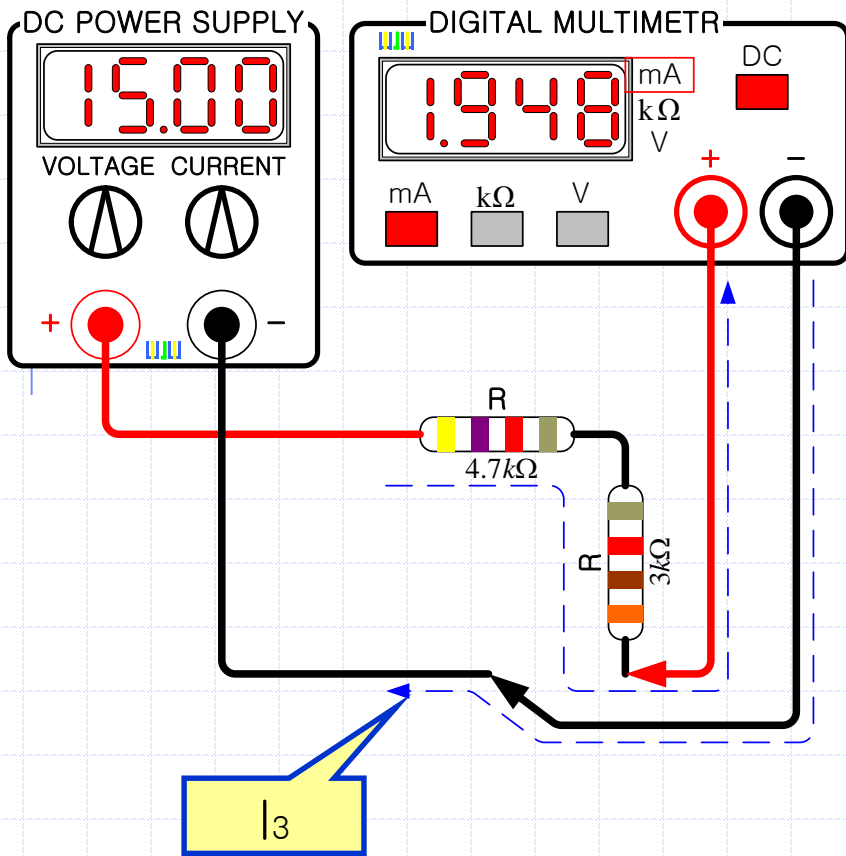 DC POWER SUPPLY
15.00
VOLTAGE CURRENT
+ −
DIGITAL MULTIMETR
1.948
mA
kΩ
V
DC
mA kΩ V
+ −
R
4.7kΩ
R
3kΩ
I3